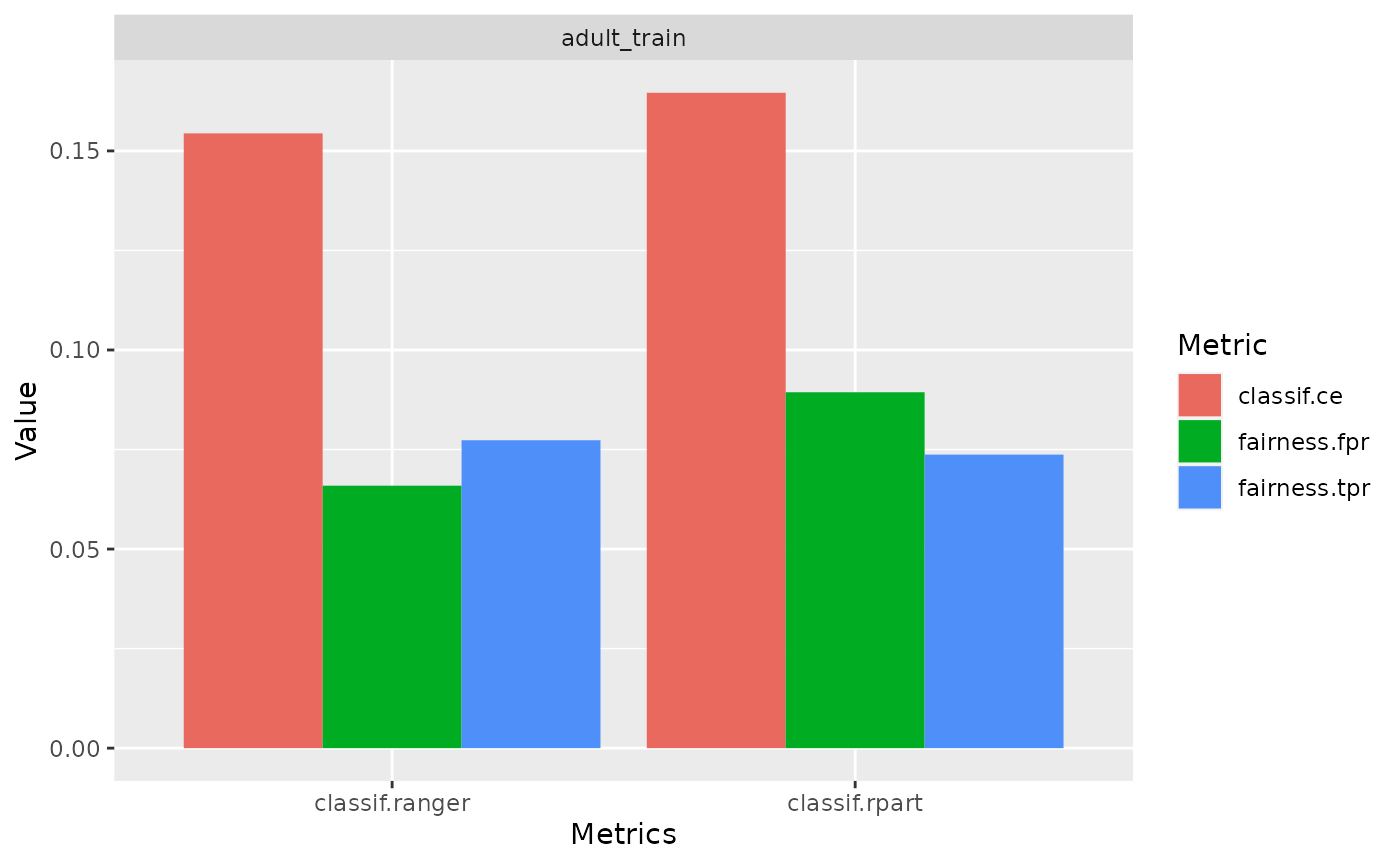 adult_train
0.15
0.10
0.05
0.00
Value
classif.ranger
classif.rpart
Metrics
Metric
classif.ce
fairness.fpr
fairness.tpr